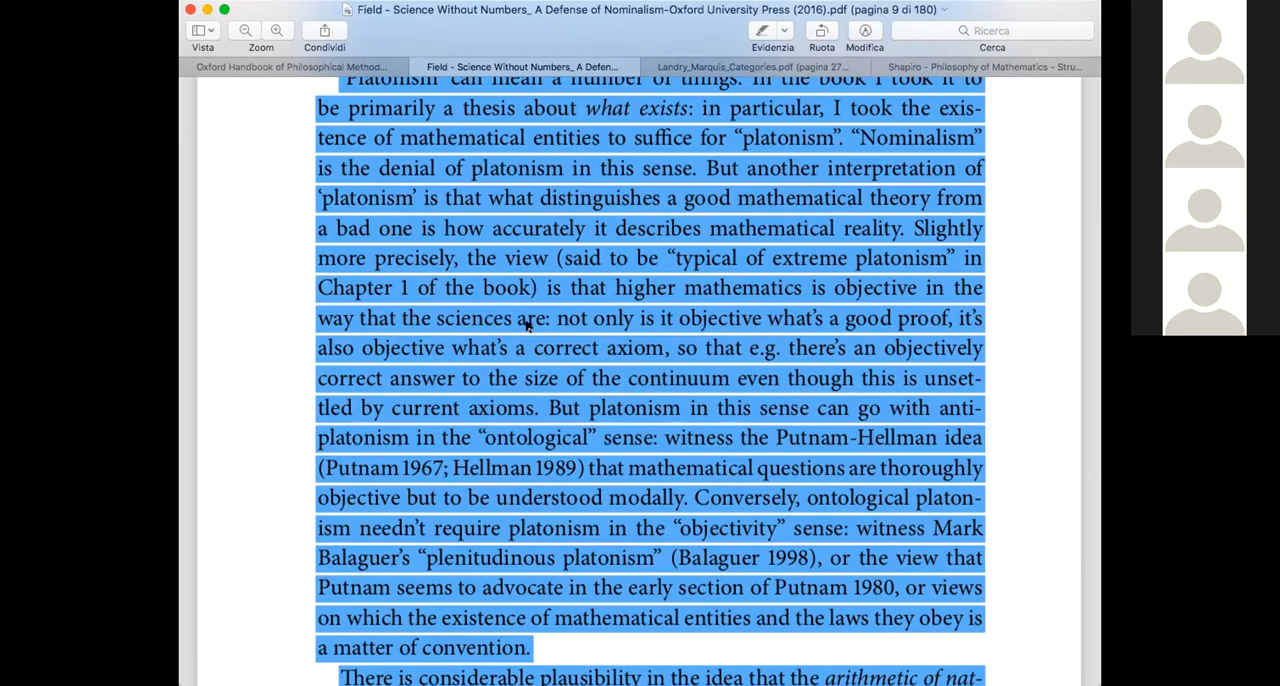 Field - Science Without Numbers_ A Defense of Nominalism-Oxford University Press (2016).pdf (pagina 9 di 180)
Vista
Zoom
Condividi
Evidenzia
Ruota
Modifica
Ricerca
Cerca
Oxford Handbook of Philosophical Method...
Field - Science Without Numbers_ A Defen...
Landry_Marquis_Categories.pdf (pagina 27...
Shapiro - Philosophy of Mathematics - Stru...
"Platonism" can mean a number of things. In the book I took it to
be primarily a thesis about what exists: in particular, I took the exis-
tence of mathematical entities to suffice for “platonism”. “Nominalism”
is the denial of platonism in this sense. But another interpretation of
‘platonism’ is that what distinguishes a good mathematical theory from
a bad one is how accurately it describes mathematical reality. Slightly
more precisely, the view (said to be “typical of extreme platonism” in
Chapter 1 of the book) is that higher mathematics is objective in the
way that the sciences are: not only is it objective what’s a good proof, it’s
also objective what’s a correct axiom, so that e.g. there’s an objectively
correct answer to the size of the continuum even though this is unset-
tled by current axioms. But platonism in this sense can go with anti-
platonism in the “ontological” sense: witness the Putnam-Hellman idea
(Putnam 1967; Hellman 1989) that mathematical questions are thoroughly
objective but to be understood modally. Conversely, ontological platon-
ism needn’t require platonism in the “objectivity” sense: witness Mark
Balaguer’s “plenitudinous platonism” (Balaguer 1998), or the view that
Putnam seems to advocate in the early section of Putnam 1980, or views
on which the existence of mathematical entities and the laws they obey is
a matter of convention.
There is considerable plausibility in the idea that the arithmetic of nat-